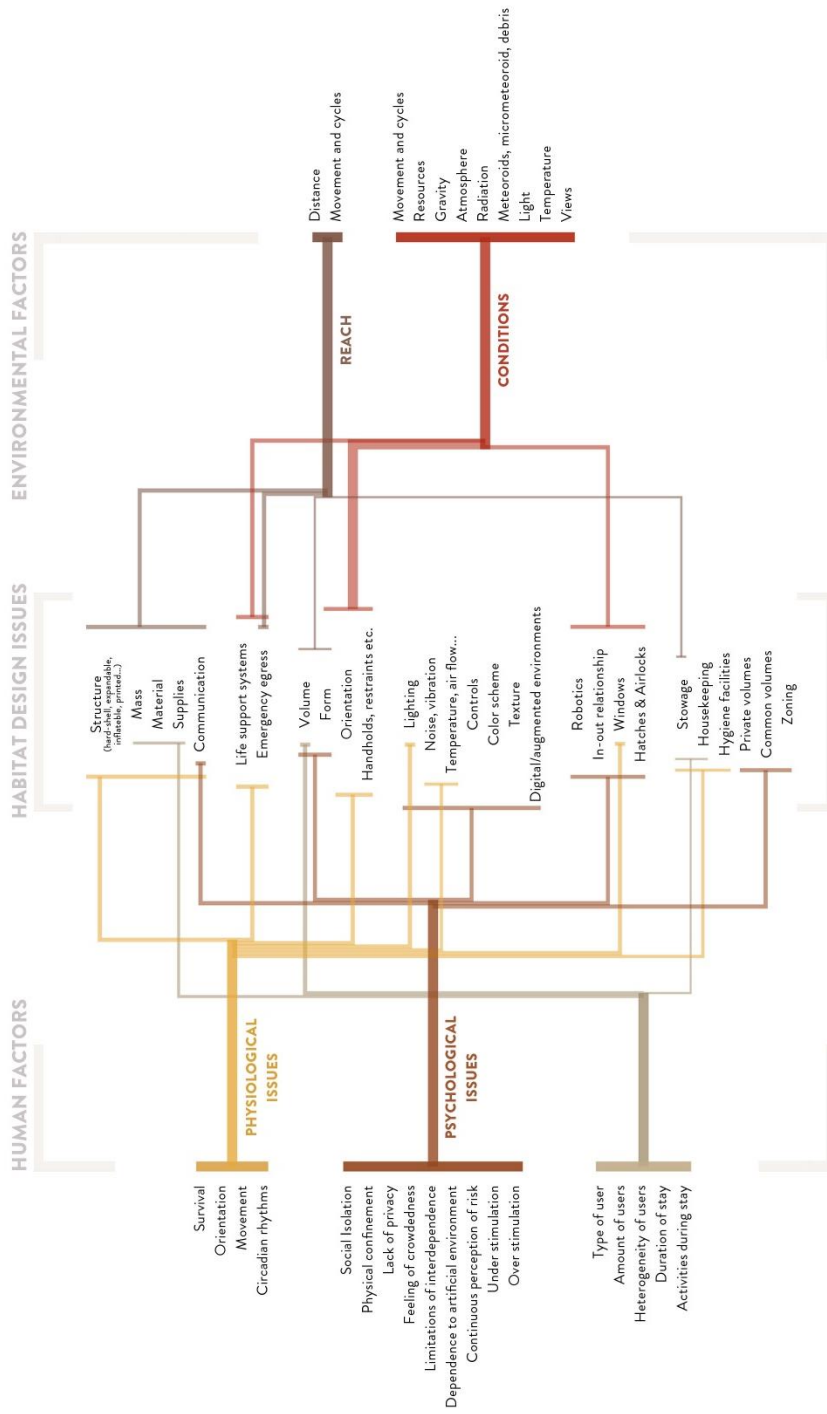 HUMAN FACTORS
HABITAT DESIGN ISSUES
ENVIRONMENTAL FACTORS
Survival
Orientation
Movement
Circadian rhythms
PHYSIOLOGICAL
ISSUES
Social Isolation
Physical confinement
Lack of privacy
Feeling of crowdedness
Limitations of interdependence
Dependence to artificial environment
Continuous perception of risk
Under stimulation
Over stimulation
PSYCHOLOGICAL
ISSUES
Type of user
Amount of users
Heterogeneity of users
Duration of stay
Activities during stay
Structure
(hard-shell, expandable,
inflatable, printed...)
Mass
Material
Supplies
Communication
Life support systems
Emergency egress
Volume
Form
Orientation
Handholds, restraints etc.
Lighting
Noise, vibration
Temperature, air flow...
Controls
Color scheme
Texture
Digital/augmented environments
Robotics
In-out relationship
Windows
Hatches & Airlocks
Stowage
Housekeeping
Hygiene facilities
Private volumes
Common volumes
Zoning
REACH
Distance
Movement and cycles
CONDITIONS
Movement and cycles
Resources
Gravity
Atmosphere
Radiation
Meteoroids, micrometeoroid, debris
Light
Temperature
Views